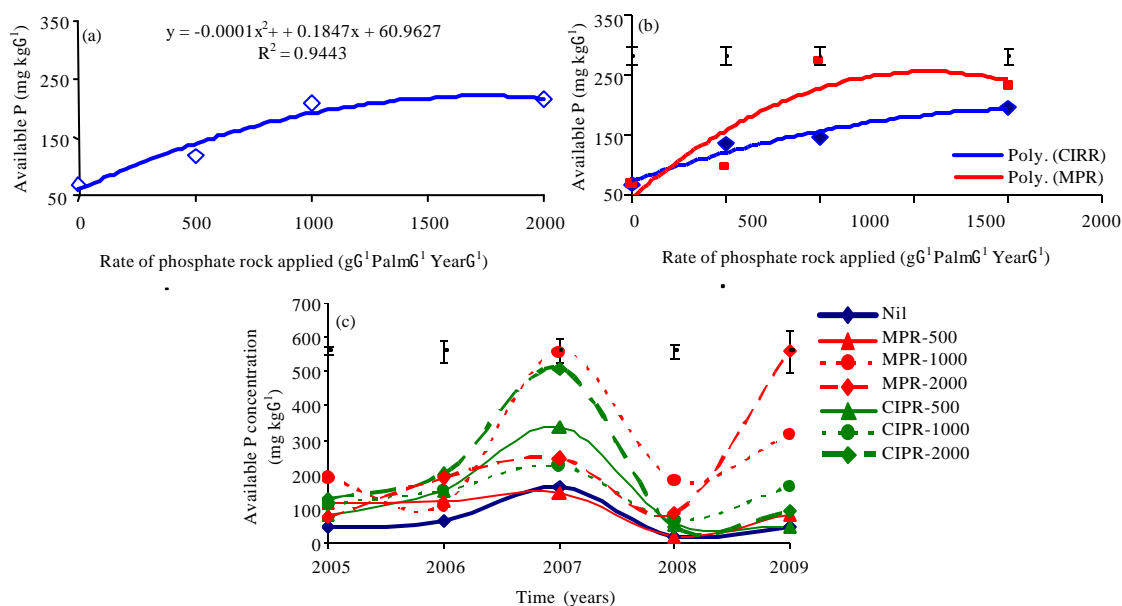 (a)
y = -0.0001x²+ + 0.1847x + 60.9627
R² = 0.9443
Available P (mg kgG¹)
350
250
150
50
0 500 1000 1500 2000
Rate of phosphate rock applied (gG¹ PalmG¹ YearG¹)
(b)
Available P (mg kgG¹)
350
250
150
50
Poly. (CIRR)
Poly. (MPR)
0 500 1000 1500 2000
Rate of phosphate rock applied (gG¹ PalmG¹ YearG¹)
(c)
Available P concentration
(mg kgG¹)
700
600
500
400
300
200
100
0
2005 2006 2007 2008 2009
Time (years)
Nil
MPR-500
MPR-1000
MPR-2000
CIPR-500
CIPR-1000
CIPR-2000